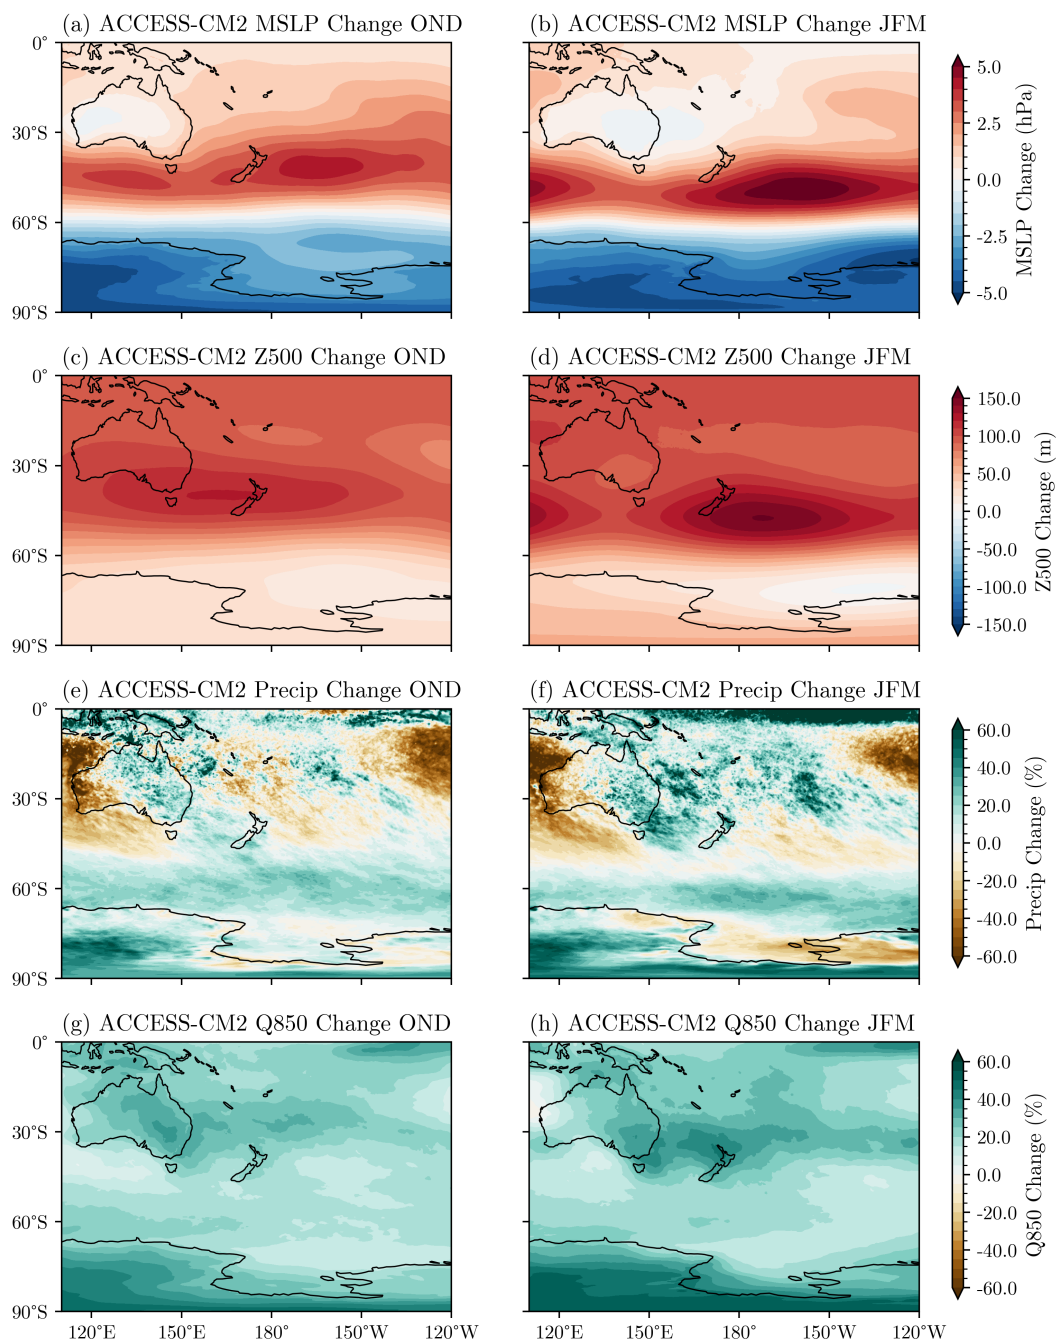 (a) ACCESS-CM2 MSLP Change OND
(b) ACCESS-CM2 MSLP Change JFM
0°
30°S
60°S
90°S
5.0
2.5
0.0
-2.5
-5.0
MSLP Change (hPa)
(c) ACCESS-CM2 Z500 Change OND
(d) ACCESS-CM2 Z500 Change JFM
0°
30°S
60°S
90°S
150.0
100.0
50.0
0.0
-50.0
-100.0
-150.0
Z500 Change (m)
(e) ACCESS-CM2 Precip Change OND
(f) ACCESS-CM2 Precip Change JFM
0°
30°S
60°S
90°S
60.0
40.0
20.0
0.0
-20.0
-40.0
-60.0
Precip Change (%)
(g) ACCESS-CM2 Q850 Change OND
(h) ACCESS-CM2 Q850 Change JFM
0°
30°S
60°S
90°S
60.0
40.0
20.0
0.0
-20.0
-40.0
-60.0
Q850 Change (%)
120°E 150°E 180° 150°W 120°W
120°E 150°E 180° 150°W 120°W